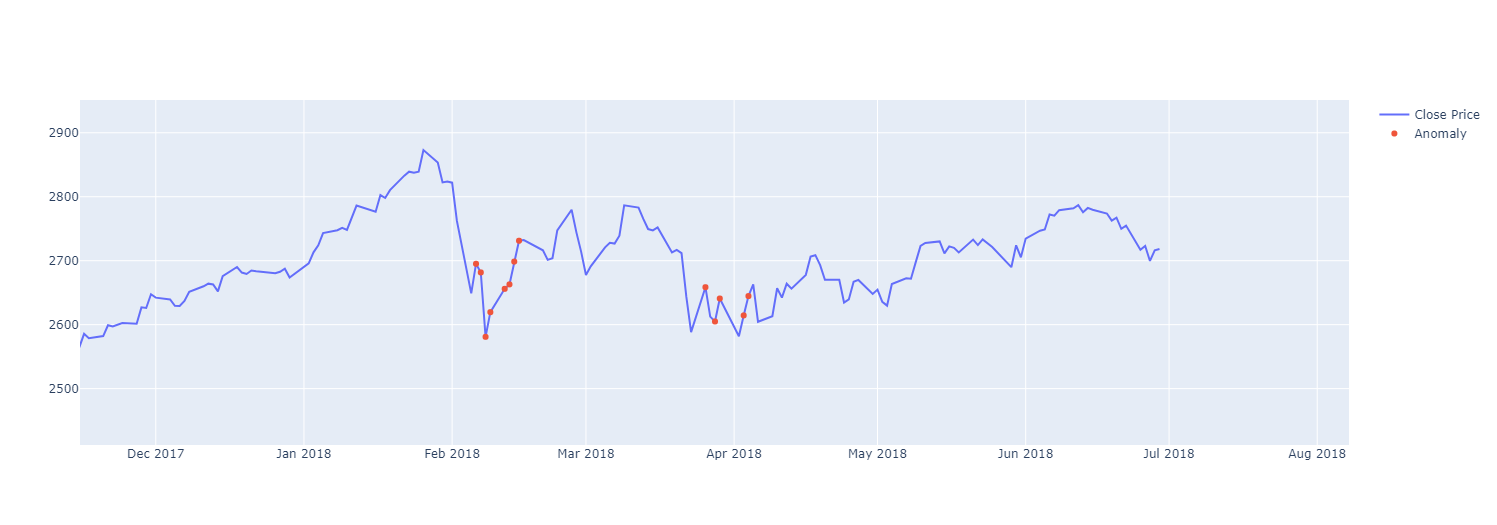 Close Price
Anomaly
2900
2800
2700
2600
2500
Dec 2017
Jan 2018
Feb 2018
Mar 2018
Apr 2018
May 2018
Jun 2018
Jul 2018
Aug 2018